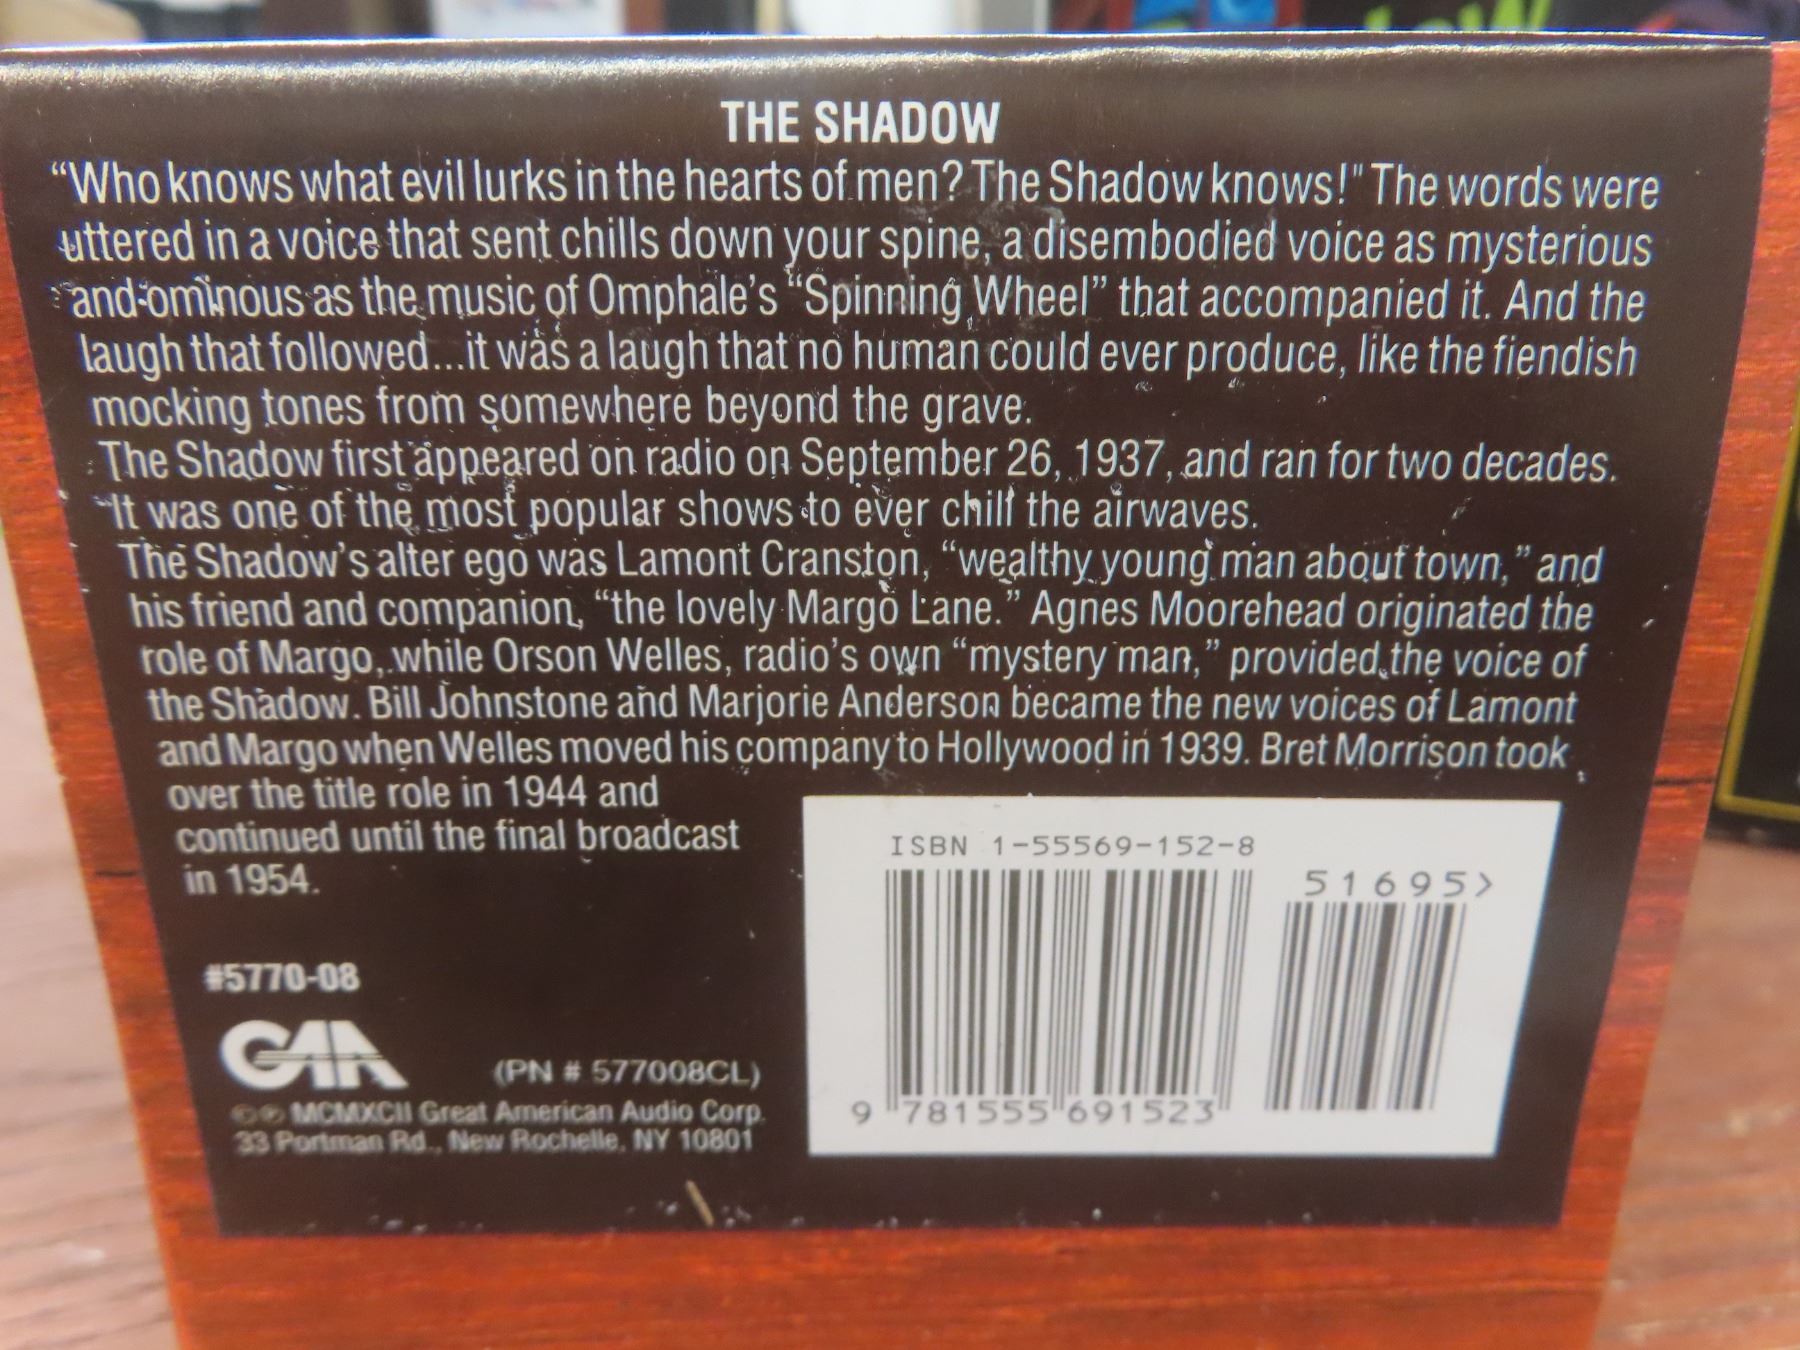 THE SHADOW
“Who knows what evil lurks in the hearts of men? The Shadow knows!" The words were
uttered in a voice that sent chills down your spine, a disembodied voice as mysterious
and ominous as the music of Omphale’s “Spinning Wheel” that accompanied it. And the
laugh that followed...it was a laugh that no human could ever produce, like the fiendish
mocking tones from somewhere beyond the grave.
The Shadow first appeared on radio on September 26, 1937, and ran for two decades.
It was one of the most popular shows to ever chill the airwaves.
The Shadow’s alter ego was Lamont Cranston, “wealthy young man about town,” and
his friend and companion, “the lovely Margo Lane.” Agnes Moorehead originated the
role of Margo, while Orson Welles, radio’s own “mystery man,” provided the voice of
the Shadow. Bill Johnstone and Marjorie Anderson became the new voices of Lamont
and Margo when Welles moved his company to Hollywood in 1939. Bret Morrison took
over the title role in 1944 and
continued until the final broadcast
in 1954.
ISBN 1-55569-152-8
51695>
9 781555 691523
#5770-08
GAA
(PN # 577008CL)
©℗ MCMXCII Great American Audio Corp.
33 Portman Rd., New Rochelle, NY 10801